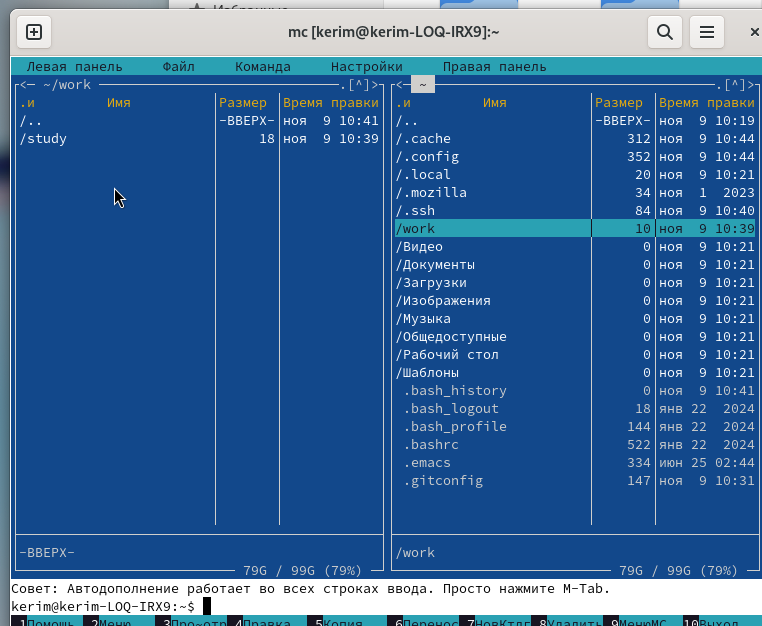 Избранные
mc [kerim@kerim-LOQ-IRX9]:~
Левая панель Файл Команда Настройки Правая панель
<— ~/work .[^]>
.и Имя Размер Время правки
/.. -ВВЕРХ- ноя 9 10:41
/study 18 ноя 9 10:39
-ВВЕРХ-
79G / 99G (79%)
<— ~ .[^]>
.и Имя Размер Время правки
/.. -ВВЕРХ- ноя 9 10:19
/.cache 312 ноя 9 10:44
/.config 352 ноя 9 10:44
/.local 20 ноя 9 10:21
/.mozilla 34 ноя 1 2023
/.ssh 84 ноя 9 10:40
/work 10 ноя 9 10:39
/Видео 0 ноя 9 10:21
/Документы 0 ноя 9 10:21
/Загрузки 0 ноя 9 10:21
/Изображения 0 ноя 9 10:21
/Музыка 0 ноя 9 10:21
/Общедоступные 0 ноя 9 10:21
/Рабочий стол 0 ноя 9 10:21
/Шаблоны 0 ноя 9 10:21
.bash_history 0 ноя 9 10:41
.bash_logout 18 янв 22 2024
.bash_profile 144 янв 22 2024
.bashrc 522 янв 22 2024
.emacs 334 июн 25 02:44
.gitconfig 147 ноя 9 10:31
/work
79G / 99G (79%)
Совет: Автодополнение работает во всех строках ввода. Просто нажмите M-Tab.
kerim@kerim-LOQ-IRX9:~$
1Помощь 2Меню 3Про~отр 4Правка 5Копия 6Перенос 7НовКтлг 8Удалить 9МенюMC 10Выход